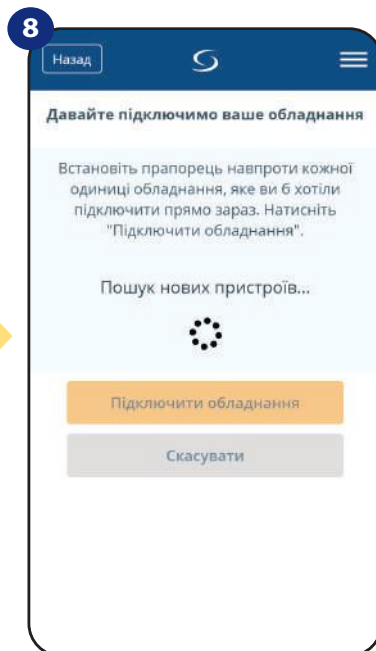 8
Назад
Давайте підключимо ваше обладнання
Встановіть прапорець навпроти кожної
одиниці обладнання, яке ви б хотіли
підключити прямо зараз. Натисніть
"Підключити обладнання".
Пошук нових пристроїв...
Підключити обладнання
Скасувати